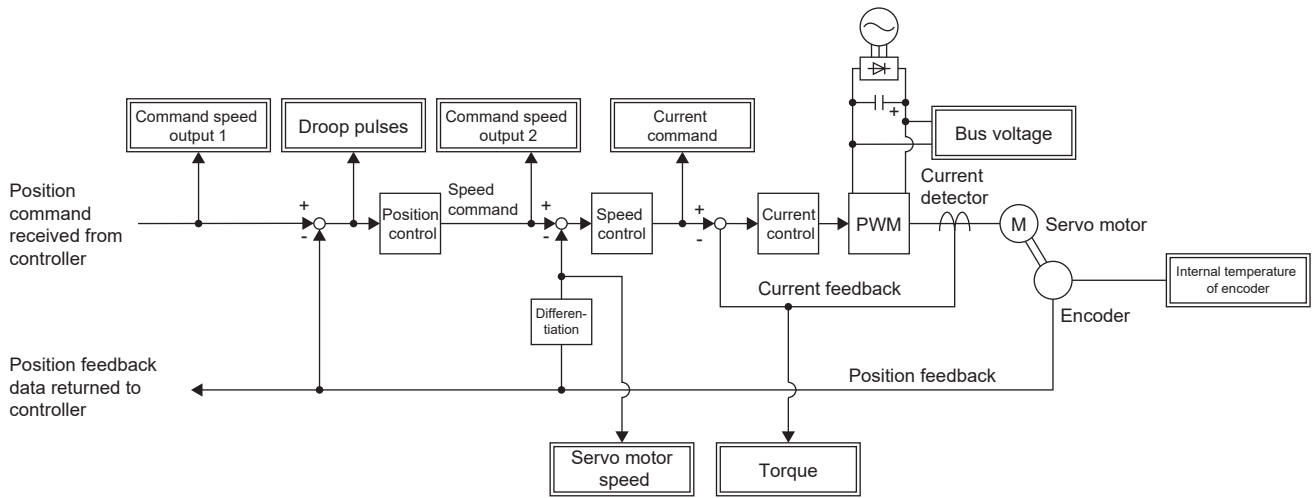 Command speed
output 1
Droop pulses
Command speed
output 2
Current
command
Bus voltage
+
Position
command
received from
controller
+
-
Position
control
Speed
command
+
-
Speed
control
+
-
Current
control
PWM
Current
detector
M
Servo motor
Internal temperature
of encoder
Current feedback
Encoder
Differen-
tiation
Position feedback
data returned to
controller
Position feedback
Servo motor
speed
Torque